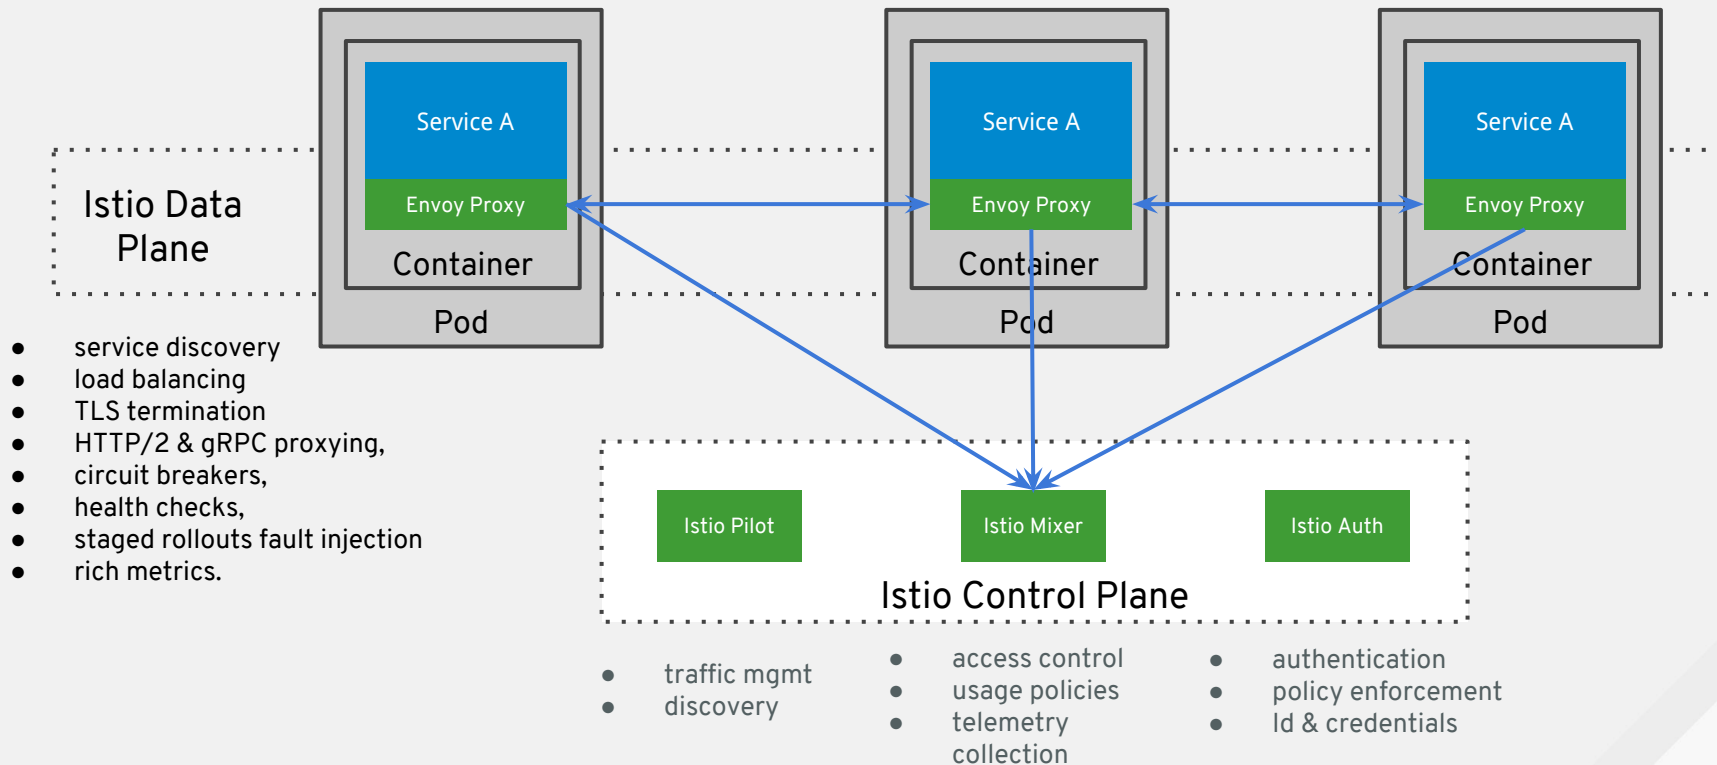 Service A
Envoy Proxy
Container
Pod
Service A
Envoy Proxy
Container
Pod
Service A
Envoy Proxy
Container
Pod
Istio Data
Plane
● service discovery
● load balancing
● TLS termination
● HTTP/2 & gRPC proxying,
● circuit breakers,
● health checks,
● staged rollouts fault injection
● rich metrics.
Istio Pilot
Istio Mixer
Istio Auth
Istio Control Plane
● traffic mgmt
● discovery
● access control
● usage policies
● telemetry
collection
● authentication
● policy enforcement
● Id & credentials